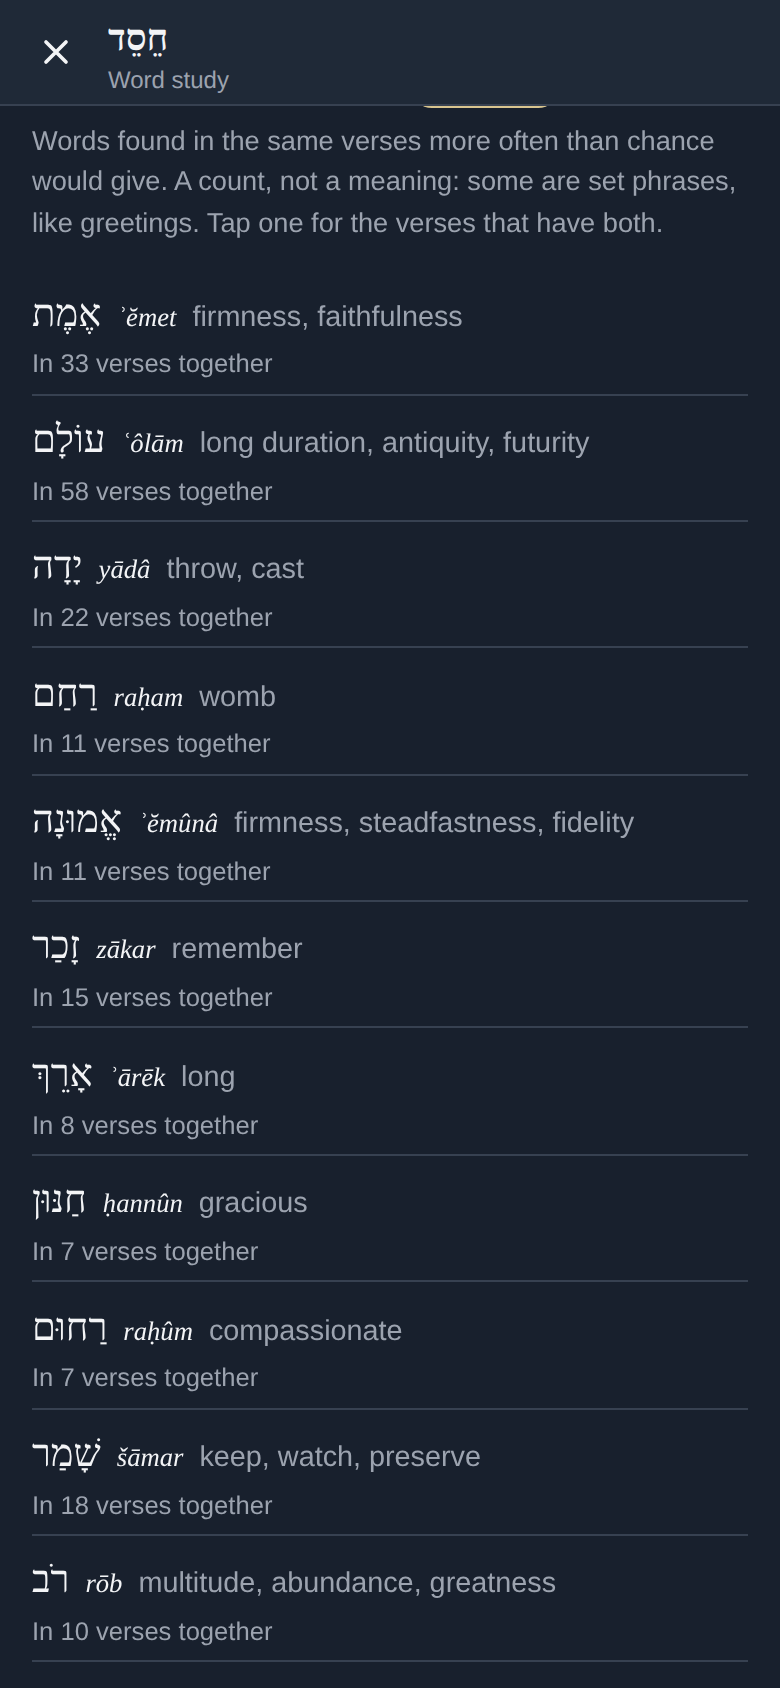 חֵסֵד
Word study
Words found in the same verses more often than chance
would give. A count, not a meaning: some are set phrases,
like greetings. Tap one for the verses that have both.
אֶמֶת ʾĕmet firmness, faithfulness
In 33 verses together
עוֹלָם ʿôlām long duration, antiquity, futurity
In 58 verses together
יָדָה yādâ throw, cast
In 22 verses together
רַחַם raḥam womb
In 11 verses together
אֱמוּנָה ʾĕmûnâ firmness, steadfastness, fidelity
In 11 verses together
זָכַר zākar remember
In 15 verses together
אָרֵךְ ʾārēk long
In 8 verses together
חַנּוּן ḥannûn gracious
In 7 verses together
רַחוּם raḥûm compassionate
In 7 verses together
שָׁמַר šāmar keep, watch, preserve
In 18 verses together
רֹב rōb multitude, abundance, greatness
In 10 verses together